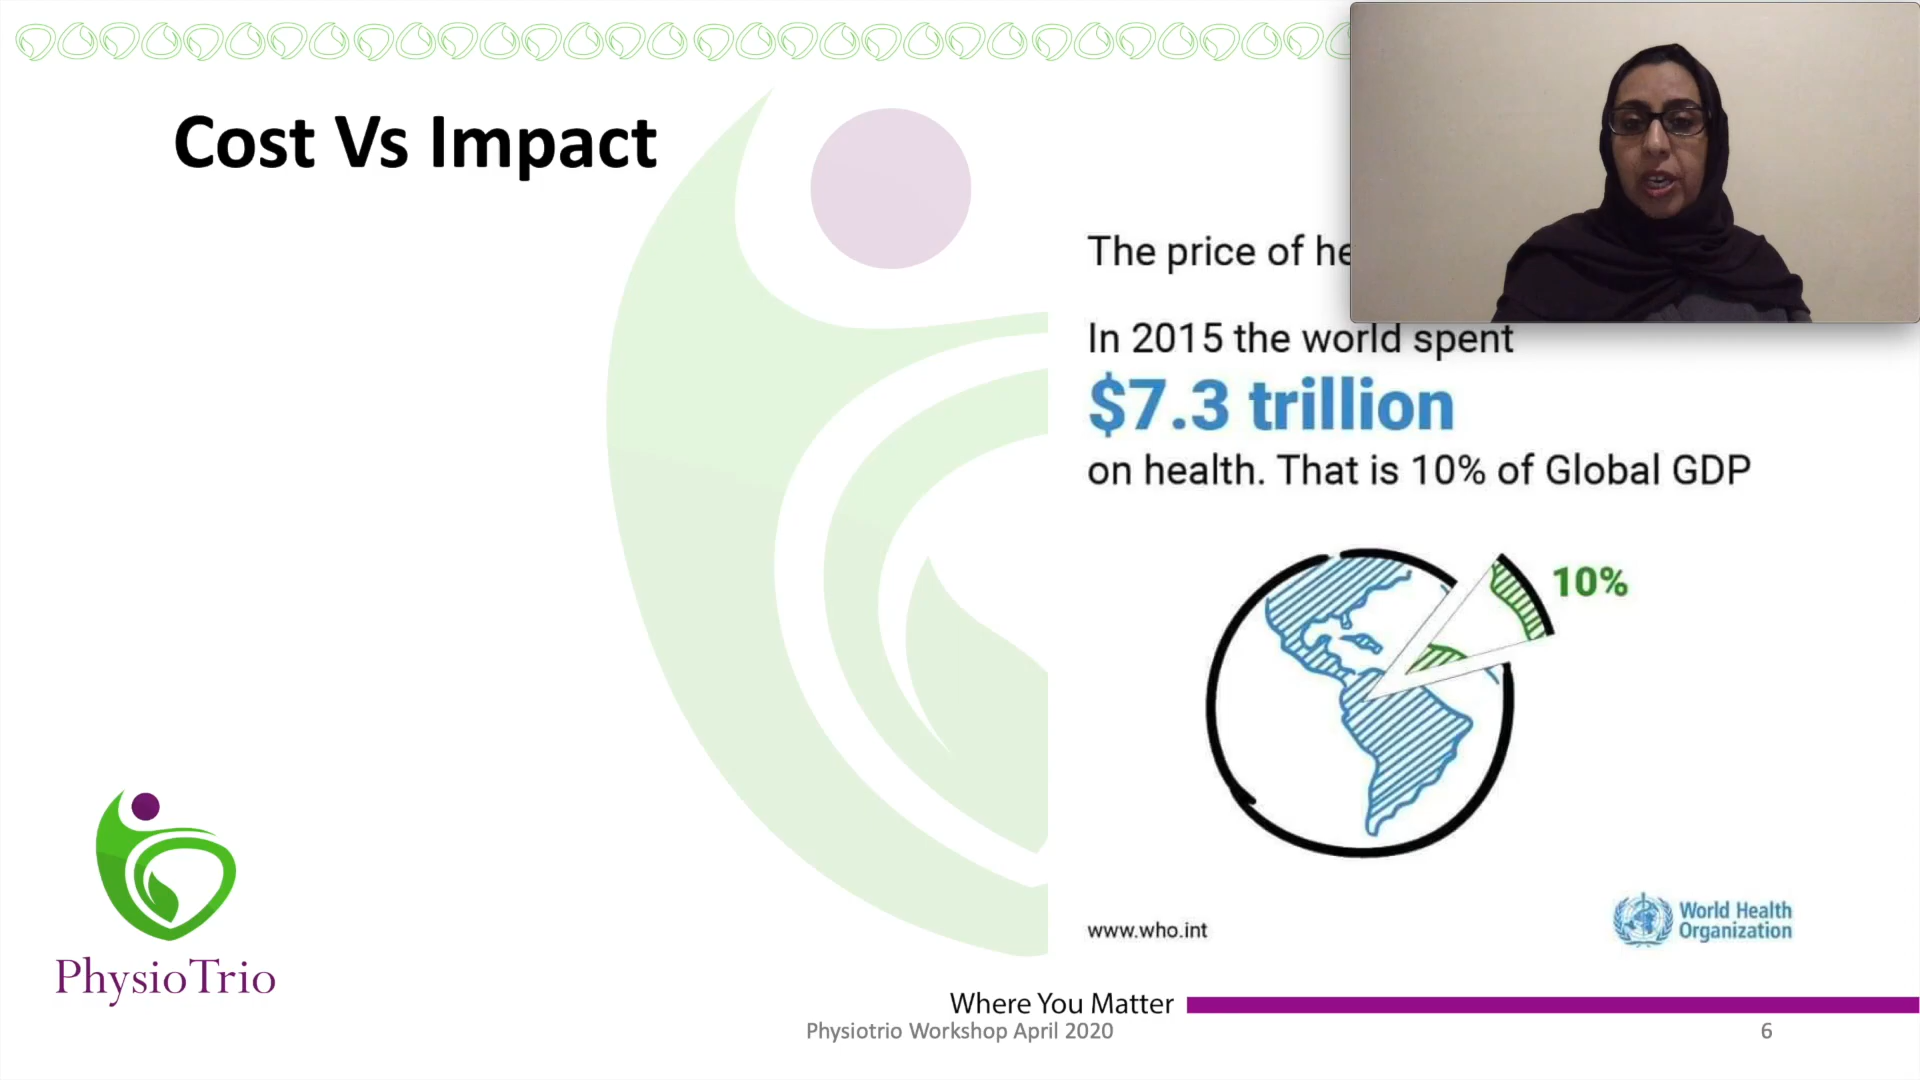 Cost Vs Impact
The price of
In 2015 the world spent
$7.3 trillion
on health. That is 10% of Global GDP
10%
www.who.int
World Health
Organization
PhysioTrio
Where You Matter
Physiotrio Workshop April 2020
6